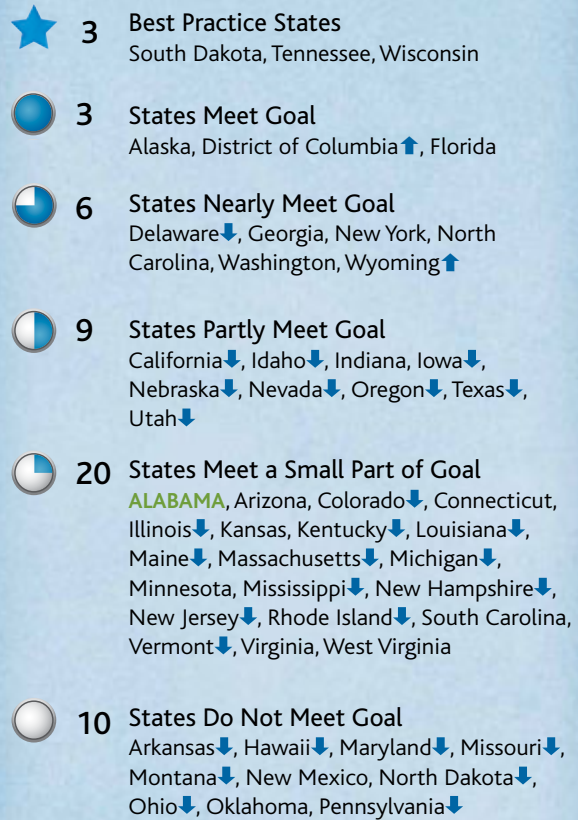 3 Best Practice States
South Dakota, Tennessee, Wisconsin
3 States Meet Goal
Alaska, District of Columbia⬆, Florida
6 States Nearly Meet Goal
Delaware⬇, Georgia, New York, North
Carolina, Washington, Wyoming⬆
9 States Partly Meet Goal
California⬇, Idaho⬇, Indiana, Iowa⬇,
Nebraska⬇, Nevada⬇, Oregon⬇, Texas⬇,
Utah⬇
20 States Meet a Small Part of Goal
ALABAMA, Arizona, Colorado⬇, Connecticut,
Illinois⬇, Kansas, Kentucky⬇, Louisiana⬇,
Maine⬇, Massachusetts⬇, Michigan⬇,
Minnesota, Mississippi⬇, New Hampshire⬇,
New Jersey⬇, Rhode Island⬇, South Carolina,
Vermont⬇, Virginia, West Virginia
10 States Do Not Meet Goal
Arkansas⬇, Hawaii⬇, Maryland⬇, Missouri⬇,
Montana⬇, New Mexico, North Dakota⬇,
Ohio⬇, Oklahoma, Pennsylvania⬇